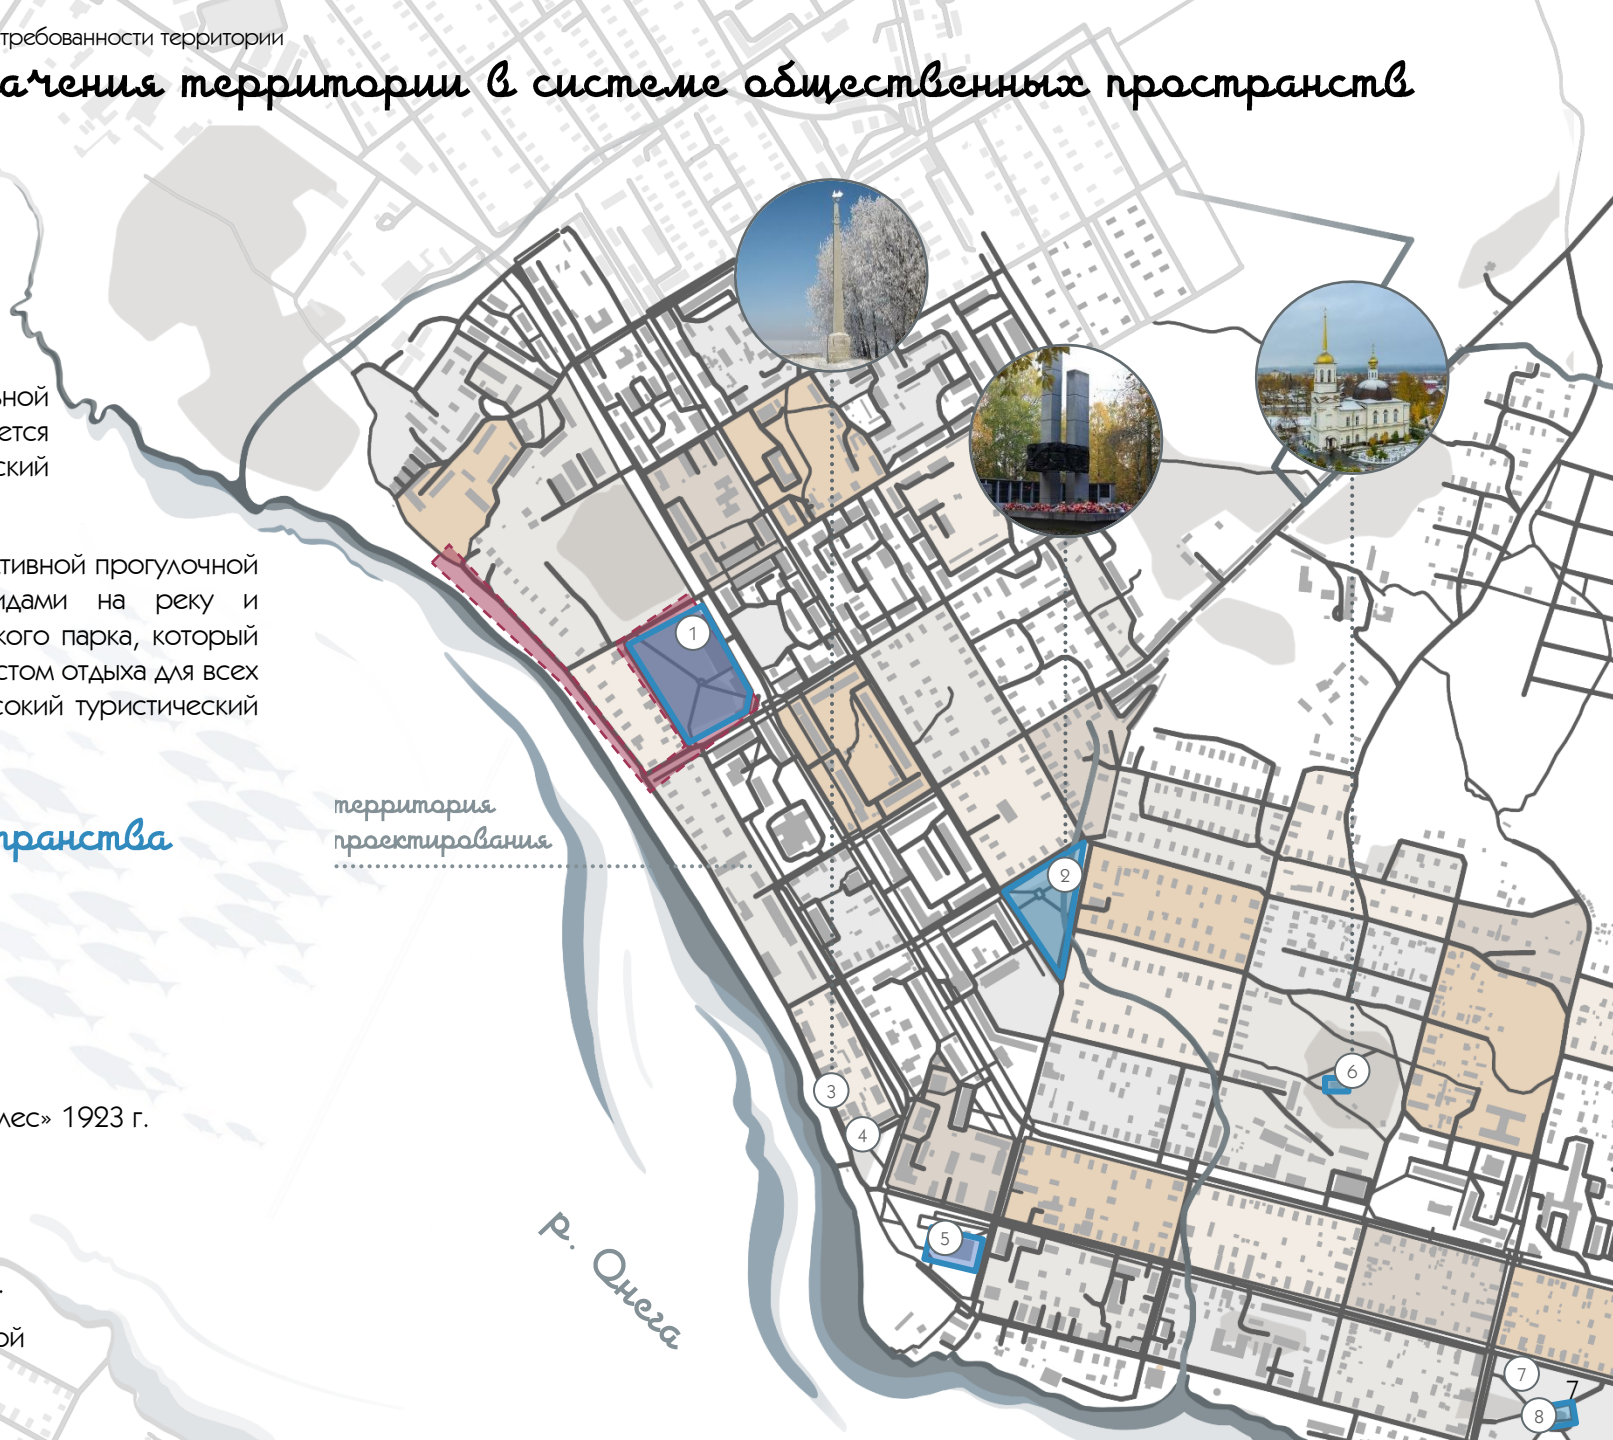 требованности территории
ачения территории в системе общественных пространств
ьной
ется
ский
тивной прогулочной
идами на реку и
кого парка, который
стом отдыха для всех
сокий туристический
территория
проектирования
транства
лес» 1923 г.
ой
р. Онега
1
2
3
4
5
6
7
7
8